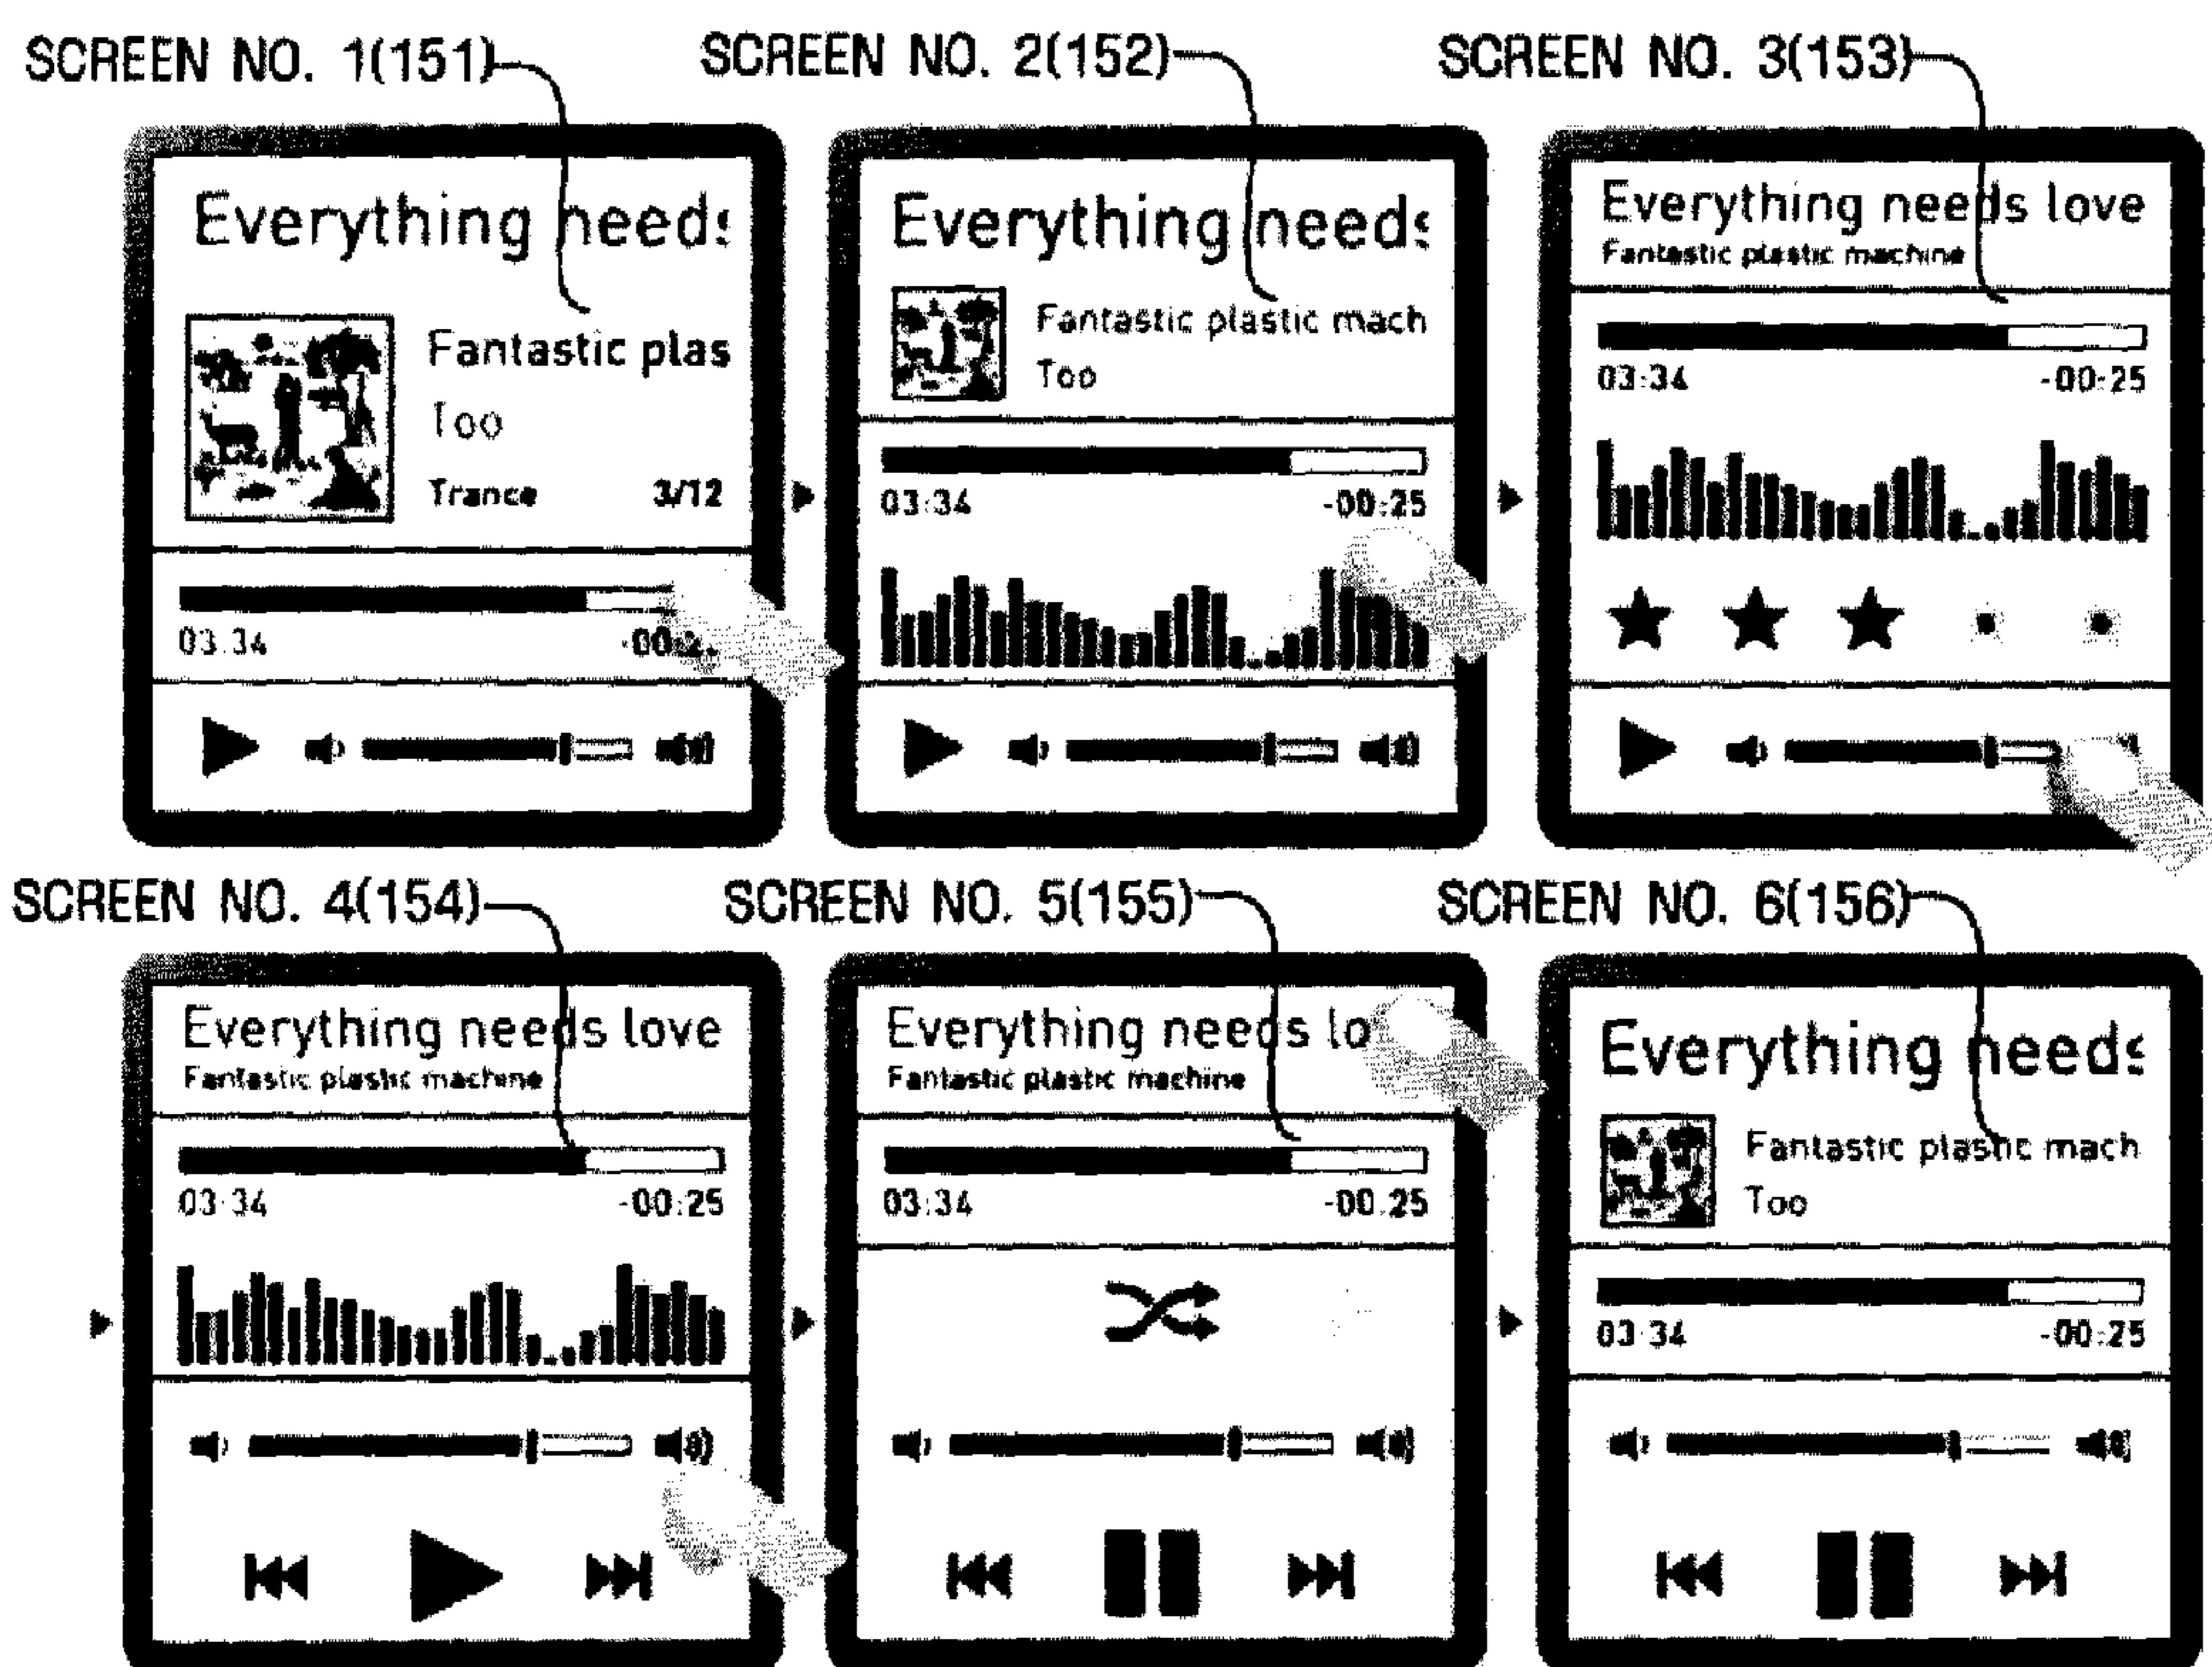 SCREEN NO. 1(151)
Everything needs
Fantastic plas
Too
Trance 3/12
03:34
SCREEN NO. 2(152)
Everything needs
Fantastic plastic mach
Too
03:34 -00:25
SCREEN NO. 3(153)
Everything needs love
Fantastic plastic machine
03:34 -00:25
SCREEN NO. 4(154)
Everything needs love
Fantastic plastic machine
03:34 -00:25
SCREEN NO. 5(155)
Everything needs lo
Fantastic plastic machine
03:34 -00:25
SCREEN NO. 6(156)
Everything needs
Fantastic plastic mach
Too
03:34 -00:25